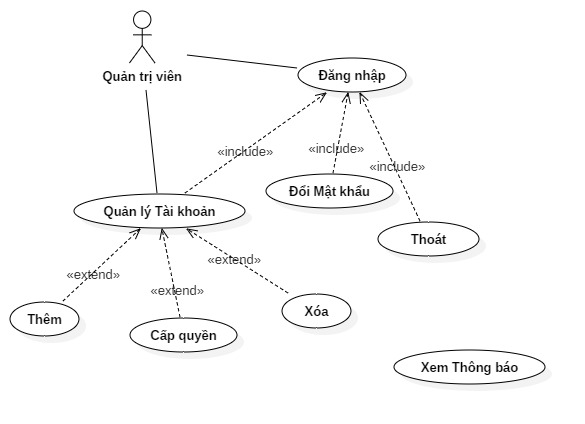 Quản trị viên
Đăng nhập
«include»
«include»
«include»
Đổi Mật khẩu
Quản lý Tài khoản
Thoát
«extend»
«extend»
«extend»
Thêm
Cấp quyền
Xóa
Xem Thông báo